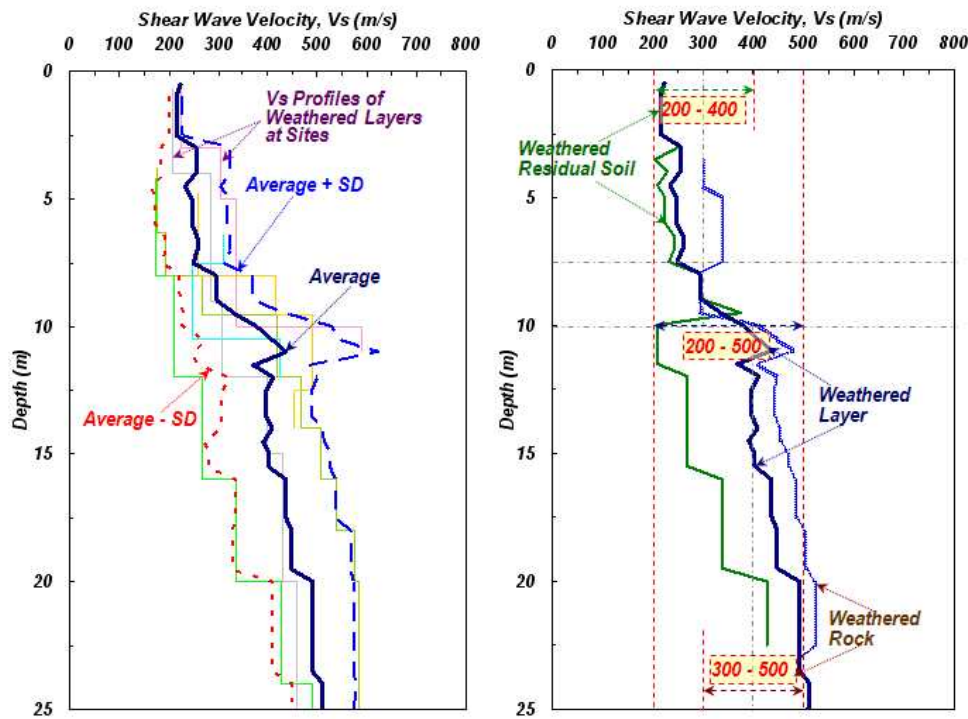 Shear Wave Velocity, Vs (m/s)
0 100 200 300 400 500 600 700 800
0
5
10
15
20
25
Depth (m)
Vs Profiles of
Weathered Layers
at Sites
Average + SD
Average
Average - SD
Shear Wave Velocity, Vs (m/s)
0 100 200 300 400 500 600 700 800
0
5
10
15
20
25
Depth (m)
200 - 400
Weathered
Residual Soil
200 - 500
Weathered
Layer
Weathered
Rock
300 - 500